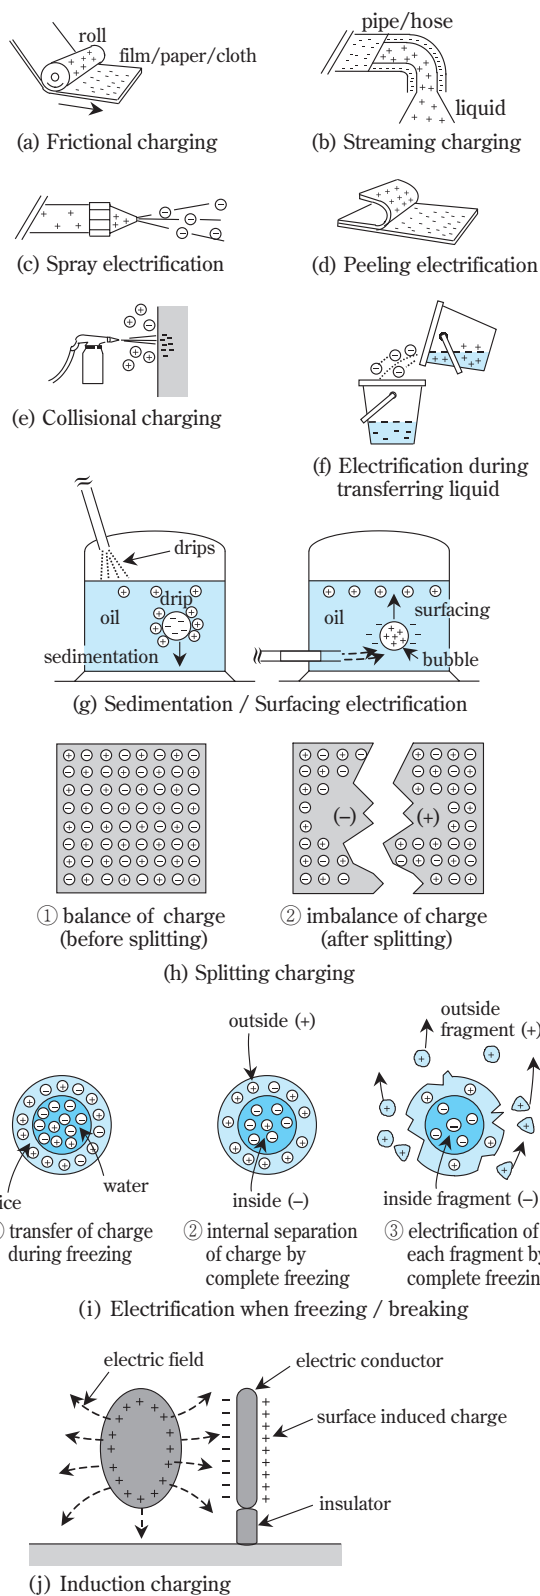 roll
film/paper/cloth
(a) Frictional charging
pipe/hose
liquid
(b) Streaming charging
(c) Spray electrification
(d) Peeling electrification
(e) Collisional charging
(f) Electrification during
transferring liquid
drips
drip
oil
sedimentation
oil
surfacing
bubble
(g) Sedimentation / Surfacing electrification
(−)
(+)
① balance of charge
(before splitting)
② imbalance of charge
(after splitting)
(h) Splitting charging
ice
water
transfer of charge
during freezing
outside (+)
inside (−)
② internal separation
of charge by
complete freezing
outside
fragment (+)
inside fragment (−)
③ electrification of
each fragment by
complete freezin
(i) Electrification when freezing / breaking
electric field
electric conductor
surface induced charge
insulator
(j) Induction charging